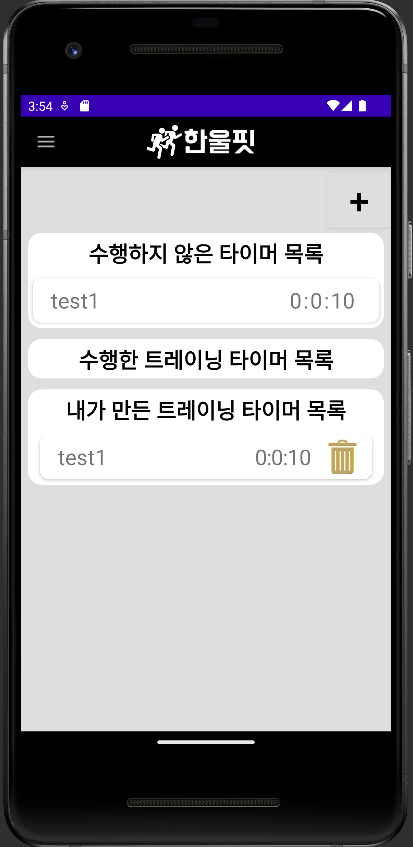 3:54
한울핏
+
수행하지 않은 타이머 목록
test1 0:0:10
수행한 트레이닝 타이머 목록
내가 만든 트레이닝 타이머 목록
test1 0:0:10